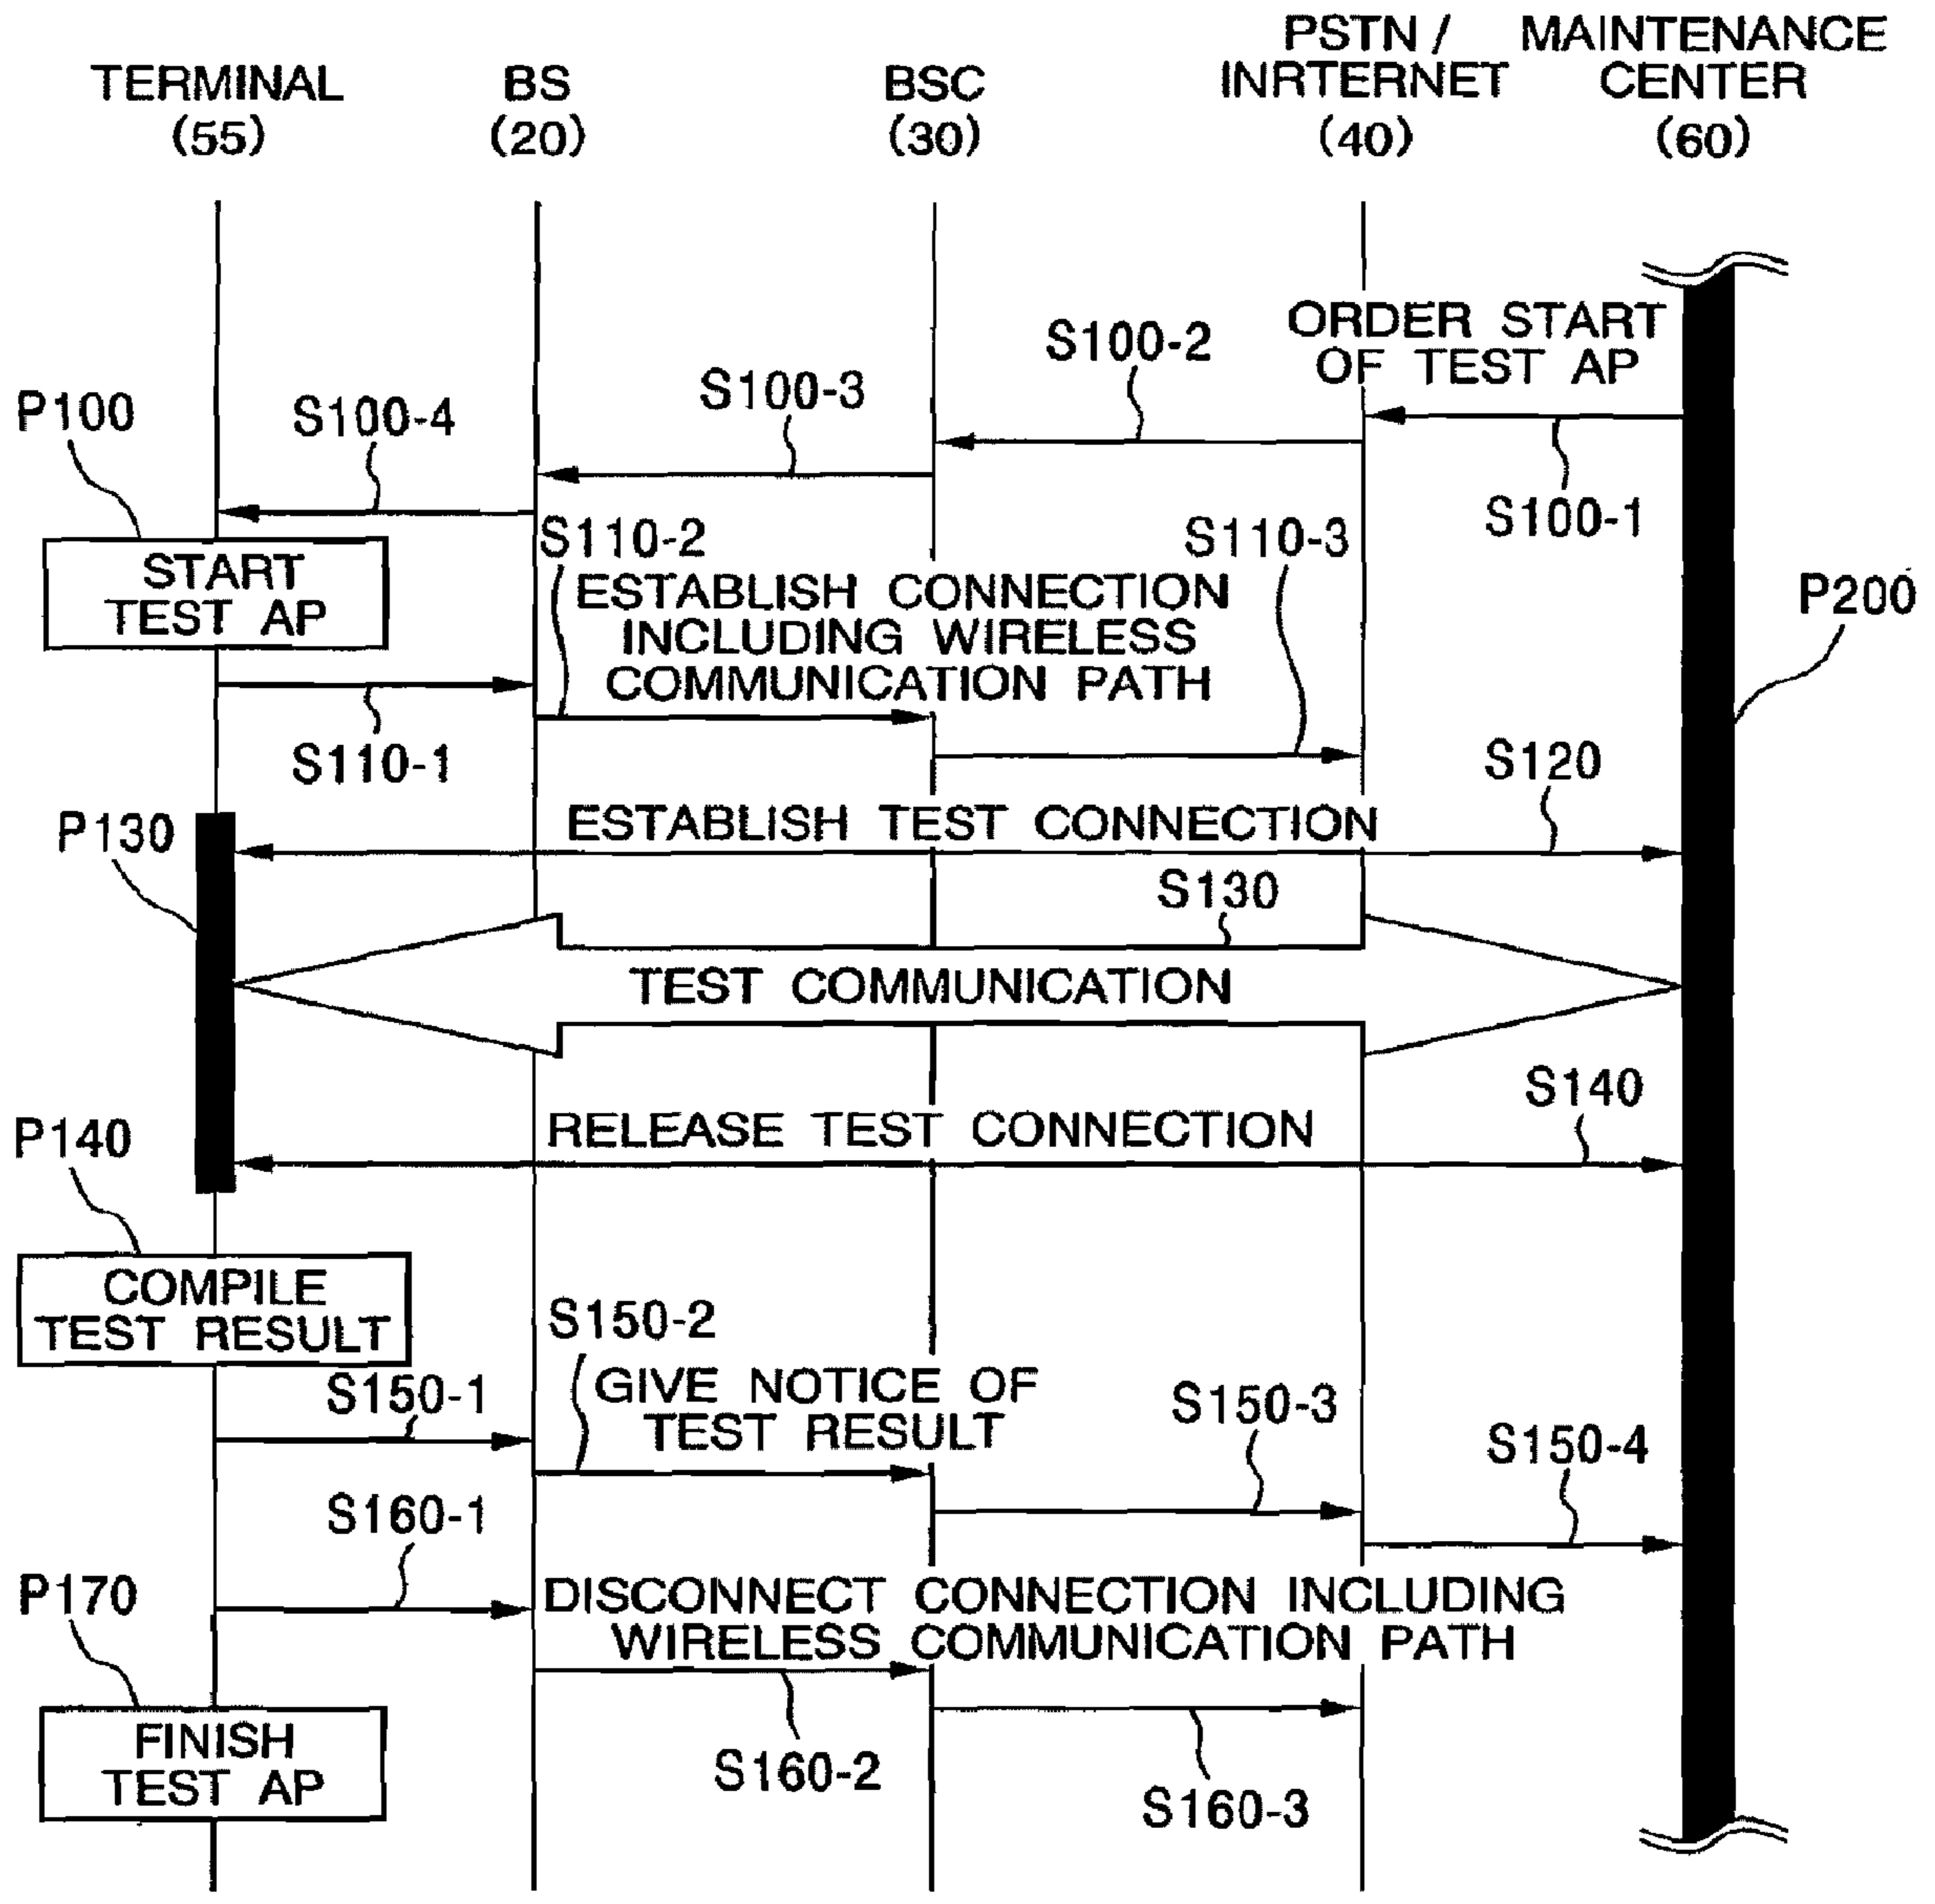 TERMINAL
(55)
BS
(20)
BSC
(30)
PSTN /
INRTERNET
(40)
MAINTENANCE
CENTER
(60)
ORDER START
OF TEST AP
S100-2
S100-3
P100
S100-4
S100-1
S110-2
S110-3
START
TEST AP
ESTABLISH CONNECTION
INCLUDING WIRELESS
COMMUNICATION PATH
P200
S110-1
S120
P130
ESTABLISH TEST CONNECTION
S130
TEST COMMUNICATION
S140
P140
RELEASE TEST CONNECTION
COMPILE
TEST RESULT
S150-2
S150-1
GIVE NOTICE OF
TEST RESULT
S150-3
S150-4
S160-1
P170
DISCONNECT CONNECTION INCLUDING
WIRELESS COMMUNICATION PATH
FINISH
TEST AP
S160-2
S160-3